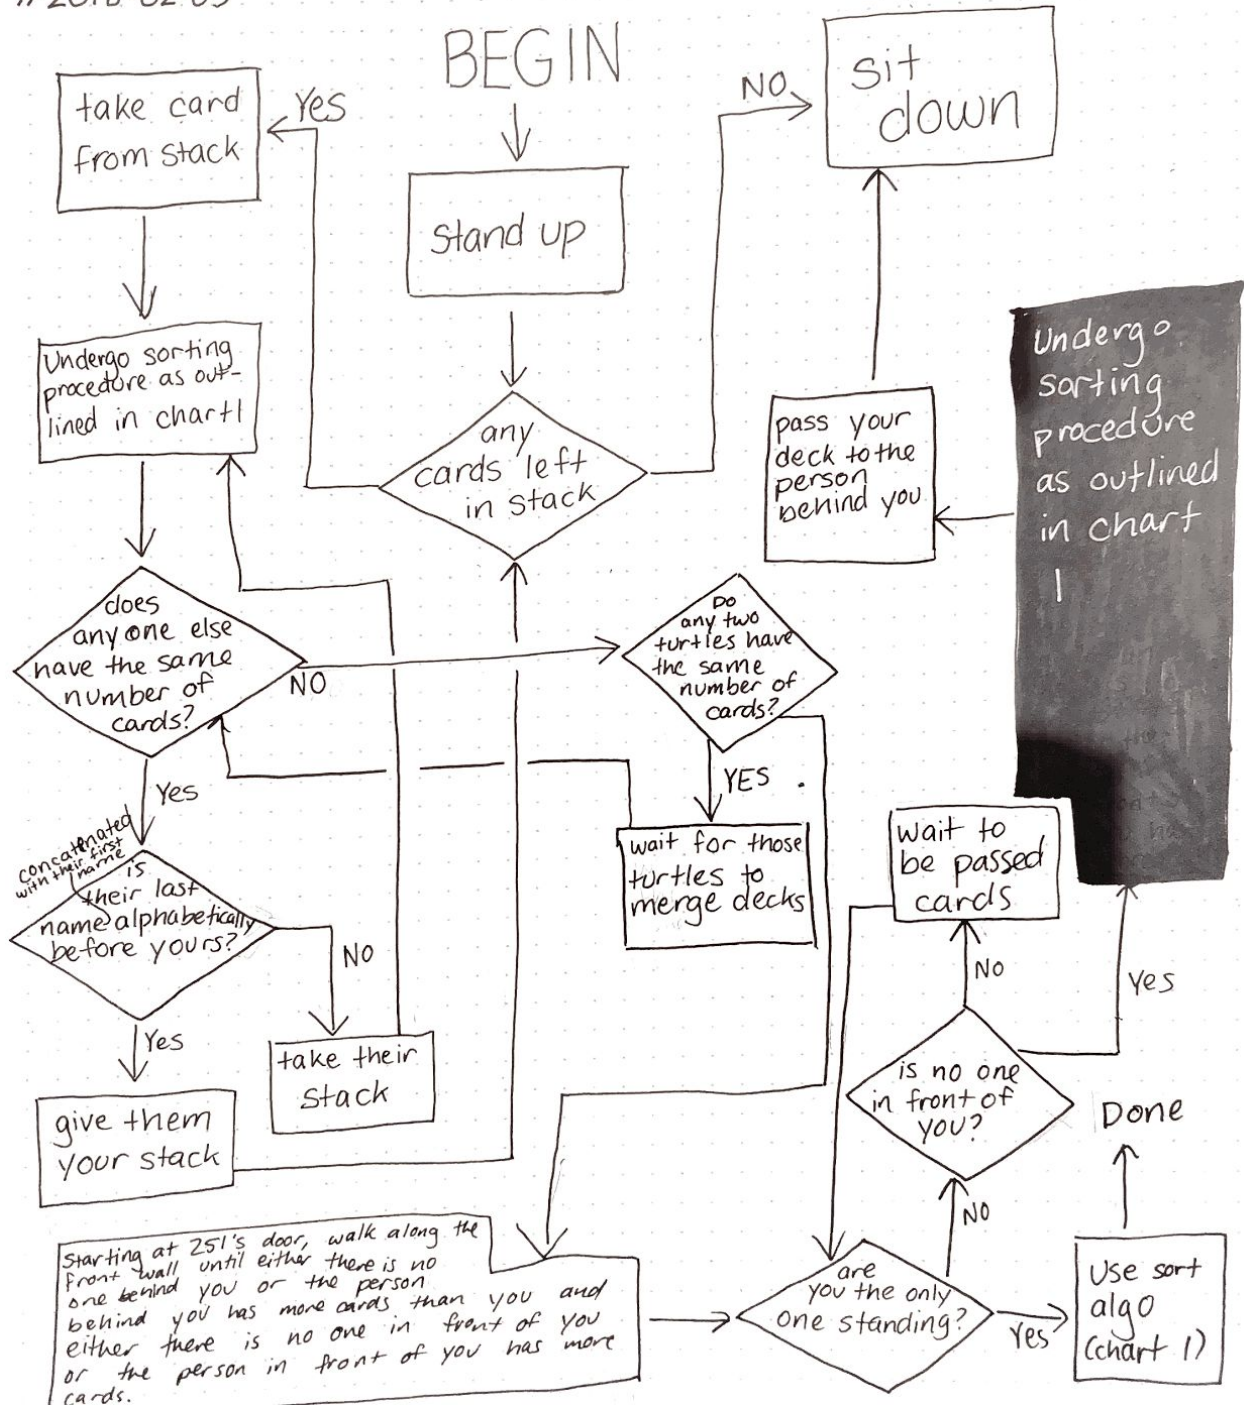 BEGIN
stand up
any
cards left
in stack
Yes
take card
from stack
Undergo sorting
procedure as out-
lined in chart1
does
anyone else
have the same
number of
cards?
NO
Yes
concatenated
with their first
name
is
their last
name alphabetically
before yours?
NO
take their
stack
Yes
give them
your stack
Do
any two
turtles have
the same
number of
cards?
YES
wait for those
turtles to
merge decks
Starting at 251's door, walk along the
front wall until either there is no
one behind you or the person
behind you has more cards than you and
either there is no one in front of you
or the person in front of you has more
cards.
are
you the only
one standing?
Yes
Use sort
algo
(chart 1)
Done
NO
is no one
in front of
you?
NO
wait to
be passed
cards
Yes
Undergo
sorting
procedure
as outlined
in chart
1
pass your
deck to the
person
behind you
NO
sit
down